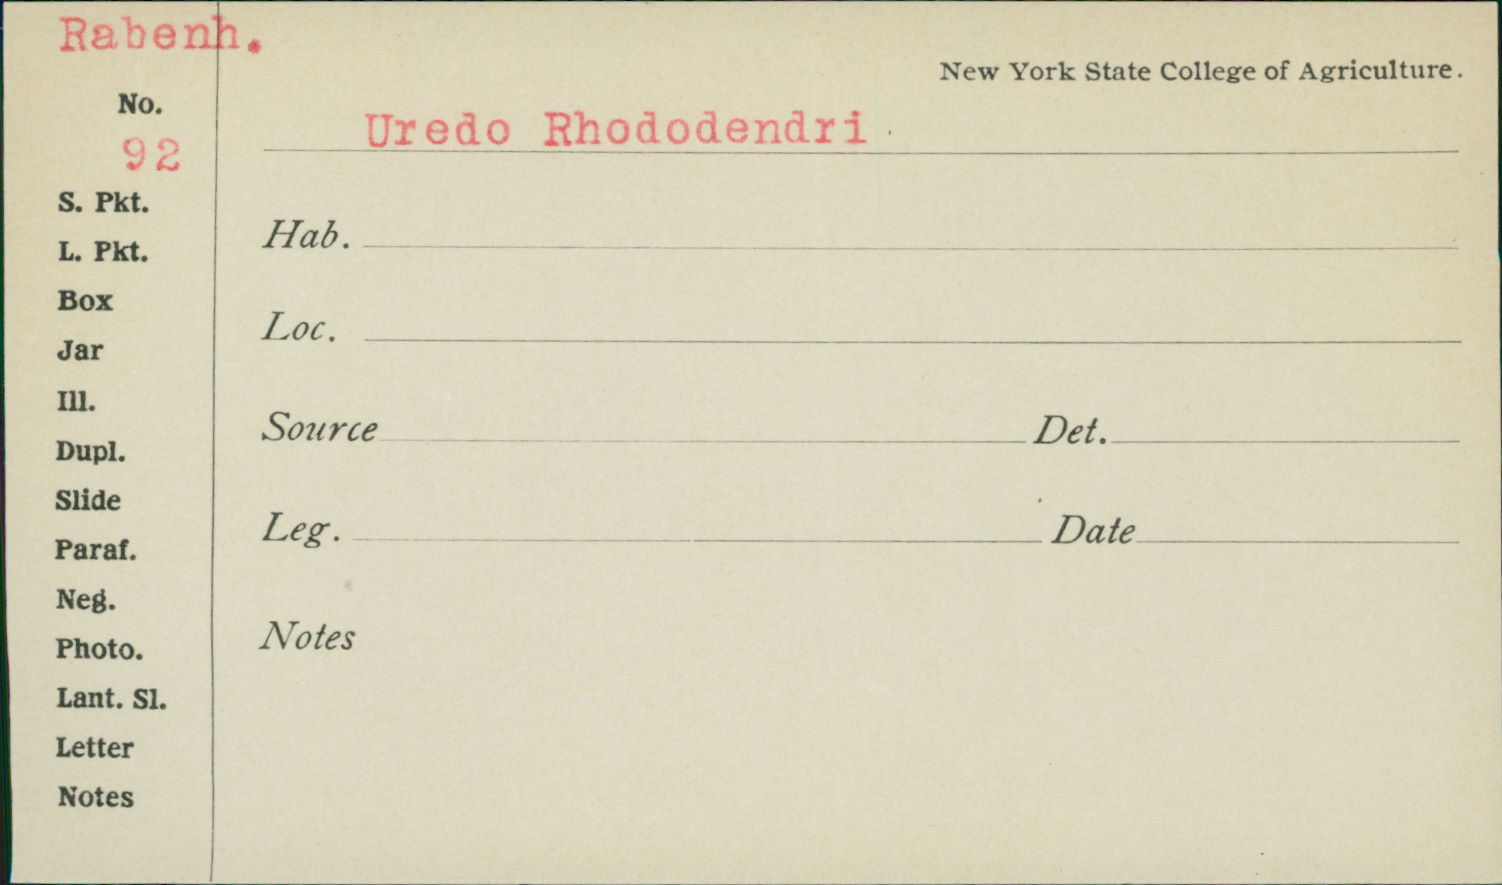 Rabenh.
New York State College of Agriculture.
No.
92
Uredo Rhododendri
S. Pkt.
L. Pkt.
Box
Jar
Ill.
Dupl.
Slide
Paraf.
Neg.
Photo.
Lant. Sl.
Letter
Notes
Hab.
Loc.
Source Det.
Leg. Date
Notes